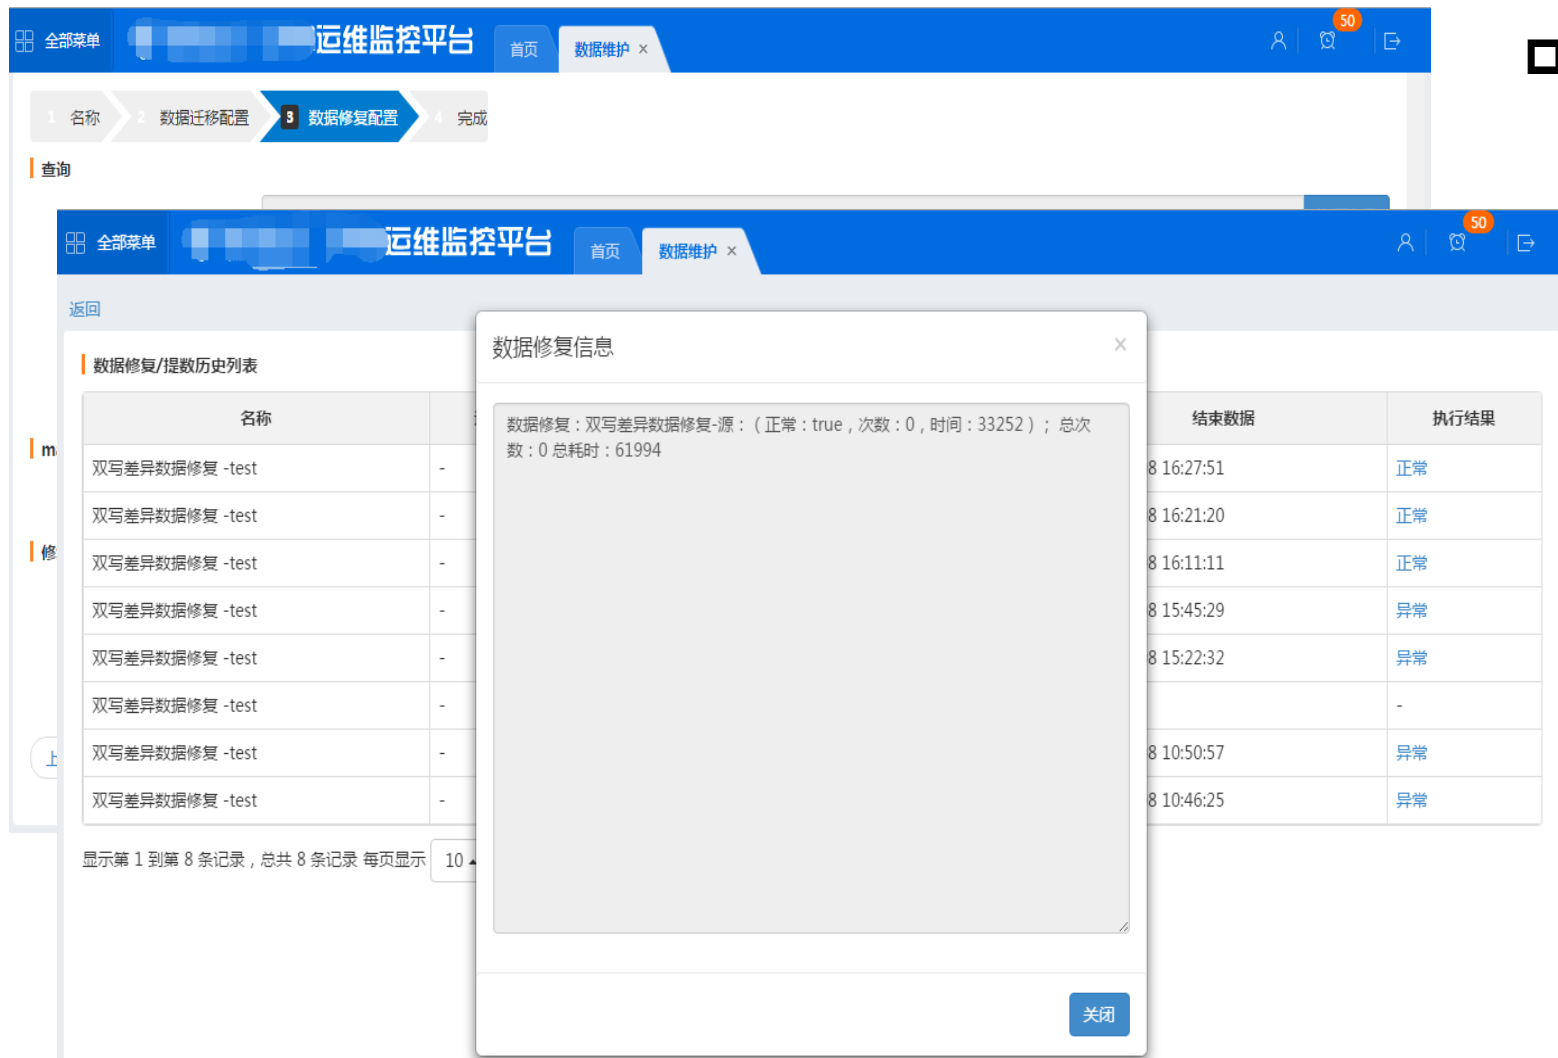 全部菜单
运维监控平台
首页
数据维护 ×
50
1 名称
2 数据迁移配置
3 数据修复配置
4 完成
查询
全部菜单
运维监控平台
首页
数据维护 ×
50
返回
数据修复/提数历史列表
数据修复信息 ×
名称 结束数据 执行结果
数据修复：双写差异数据修复-源：（正常：true，次数：0，时间：33252）；总次
数：0 总耗时：61994
双写差异数据修复 -test - 8 16:27:51 正常
双写差异数据修复 -test - 8 16:21:20 正常
双写差异数据修复 -test - 8 16:11:11 正常
双写差异数据修复 -test - 8 15:45:29 异常
双写差异数据修复 -test - 8 15:22:32 异常
双写差异数据修复 -test - -
双写差异数据修复 -test - 8 10:50:57 异常
双写差异数据修复 -test - 8 10:46:25 异常
m
修
上
显示第 1 到第 8 条记录，总共 8 条记录 每页显示 10
关闭